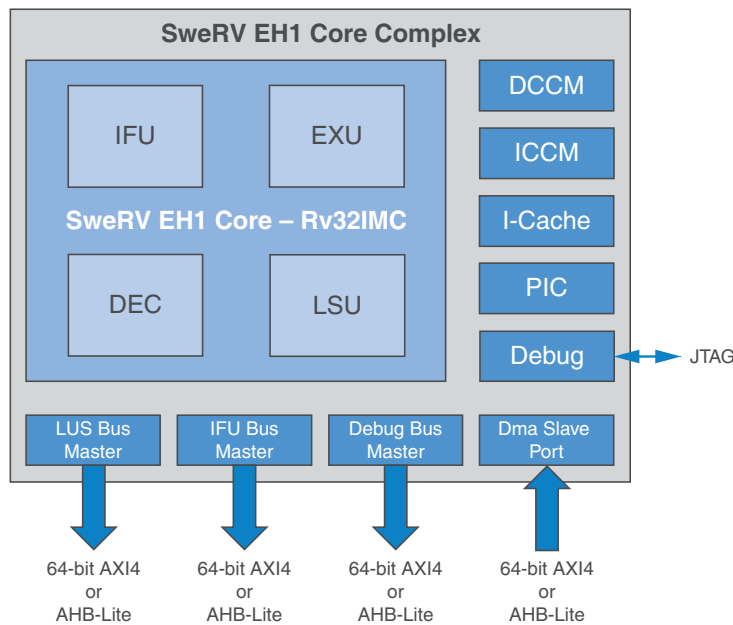 SweRV EH1 Core Complex
IFU
EXU
SweRV EH1 Core – Rv32IMC
DEC
LSU
DCCM
ICCM
I-Cache
PIC
Debug
JTAG
LUS Bus
Master
IFU Bus
Master
Debug Bus
Master
Dma Slave
Port
64-bit AXI4
or
AHB-Lite
64-bit AXI4
or
AHB-Lite
64-bit AXI4
or
AHB-Lite
64-bit AXI4
or
AHB-Lite